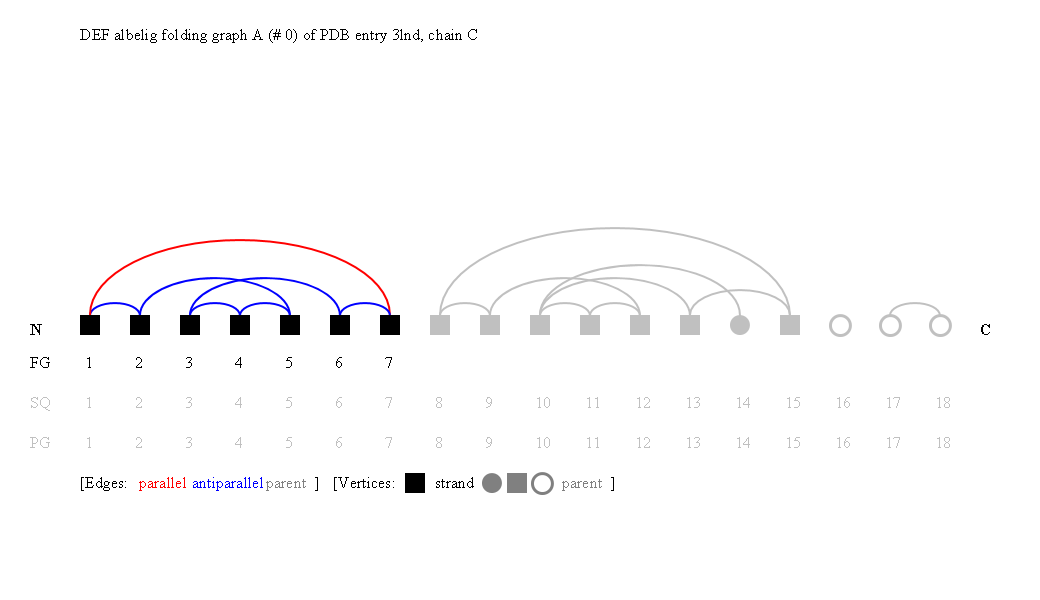 DEF albelig folding graph A (# 0) of PDB entry 3lnd, chain C
N C
FG 1 2 3 4 5 6 7
SQ 1 2 3 4 5 6 7 8 9 10 11 12 13 14 15 16 17 18
PG 1 2 3 4 5 6 7 8 9 10 11 12 13 14 15 16 17 18
[Edges: parallel antiparallel parent ] [Vertices: strand parent ]